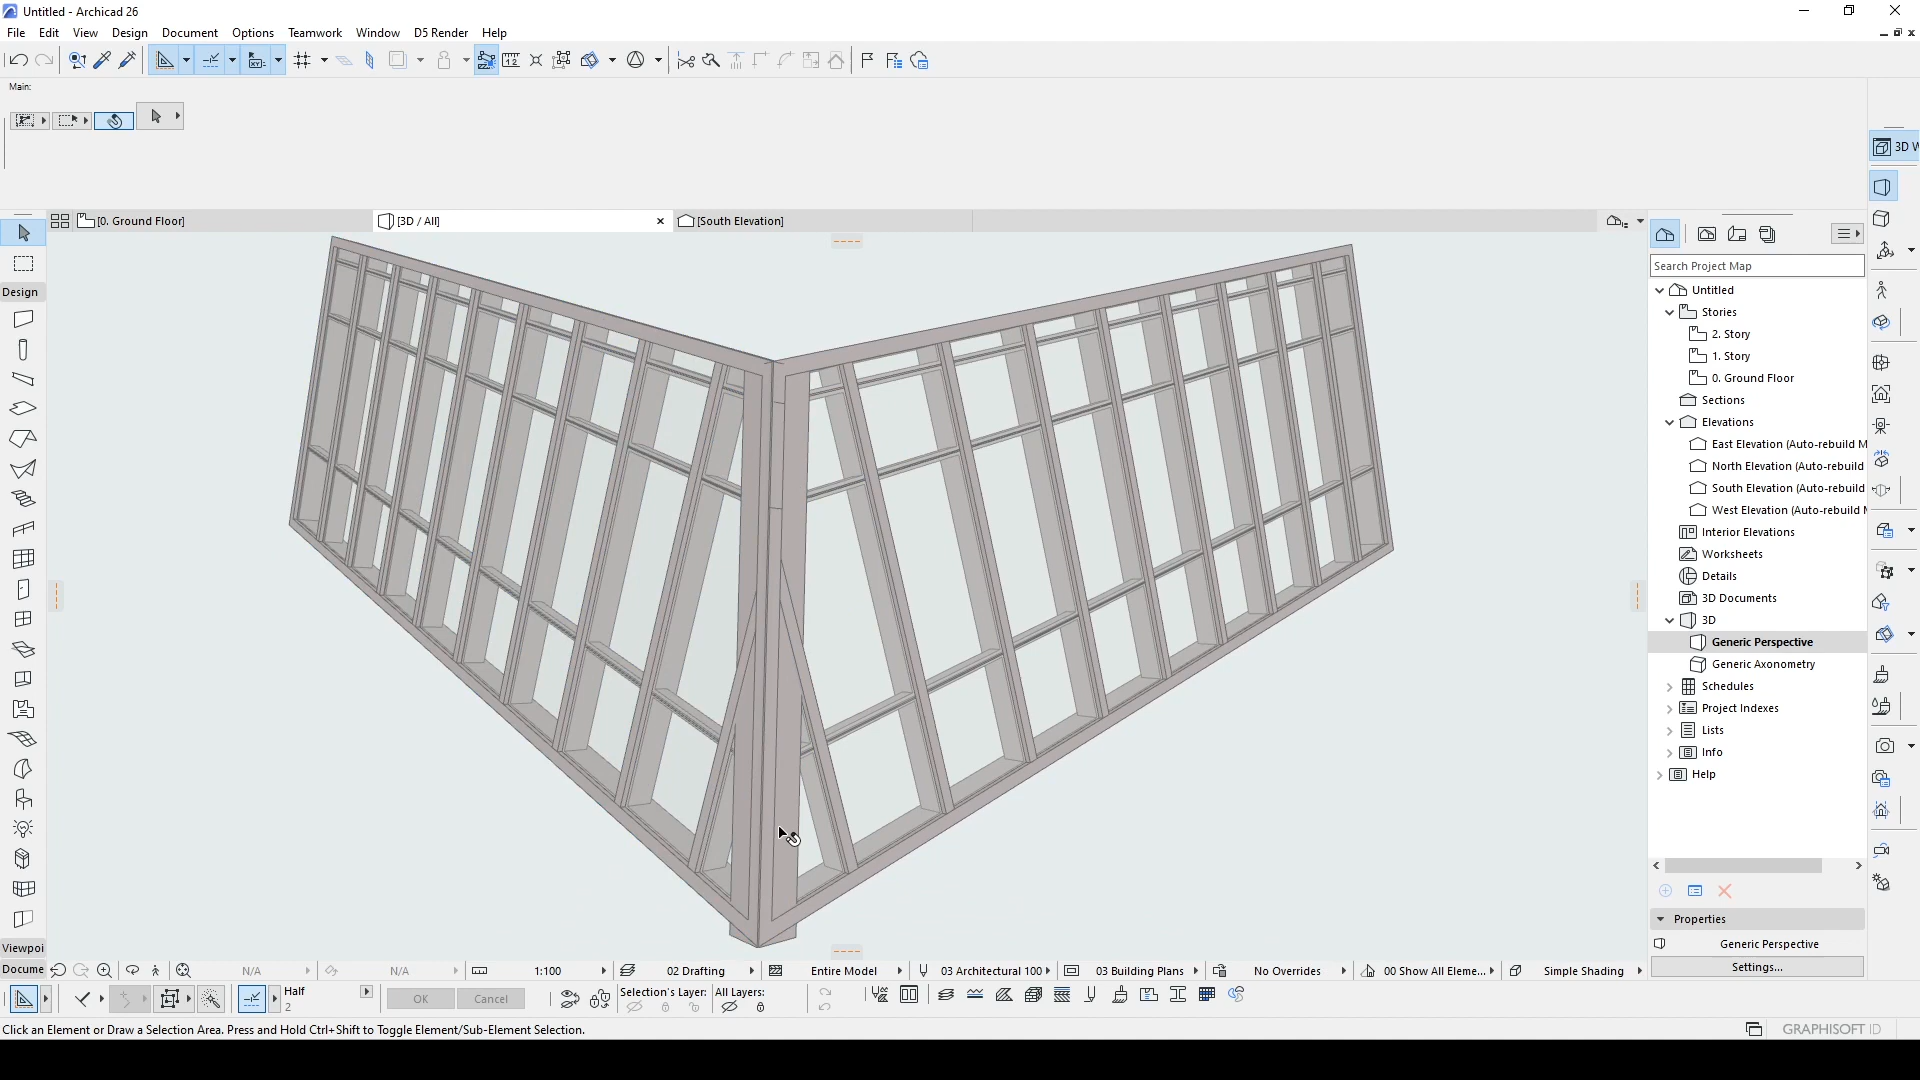 Untitled - Archicad 26
File Edit View Design Document Options Teamwork Window D5 Render Help
Main:
[0. Ground Floor]
[3D / All]
[South Elevation]
3D W
Design
Search Project Map
Untitled
Stories
2. Story
1. Story
0. Ground Floor
Sections
Elevations
East Elevation (Auto-rebuild M
North Elevation (Auto-rebuild
South Elevation (Auto-rebuild
West Elevation (Auto-rebuild M
Interior Elevations
Worksheets
Details
3D Documents
3D
Generic Perspective
Generic Axonometry
Schedules
Project Indexes
Lists
Info
Help
Properties
Generic Perspective
Settings...
Viewpoi
Docume
N/A
N/A
1:100
02 Drafting
Entire Model
03 Architectural 100
03 Building Plans
No Overrides
00 Show All Eleme...
Simple Shading
Half
2
OK
Cancel
Selection's Layer:
All Layers:
Click an Element or Draw a Selection Area. Press and Hold Ctrl+Shift to Toggle Element/Sub-Element Selection.
GRAPHISOFT ID